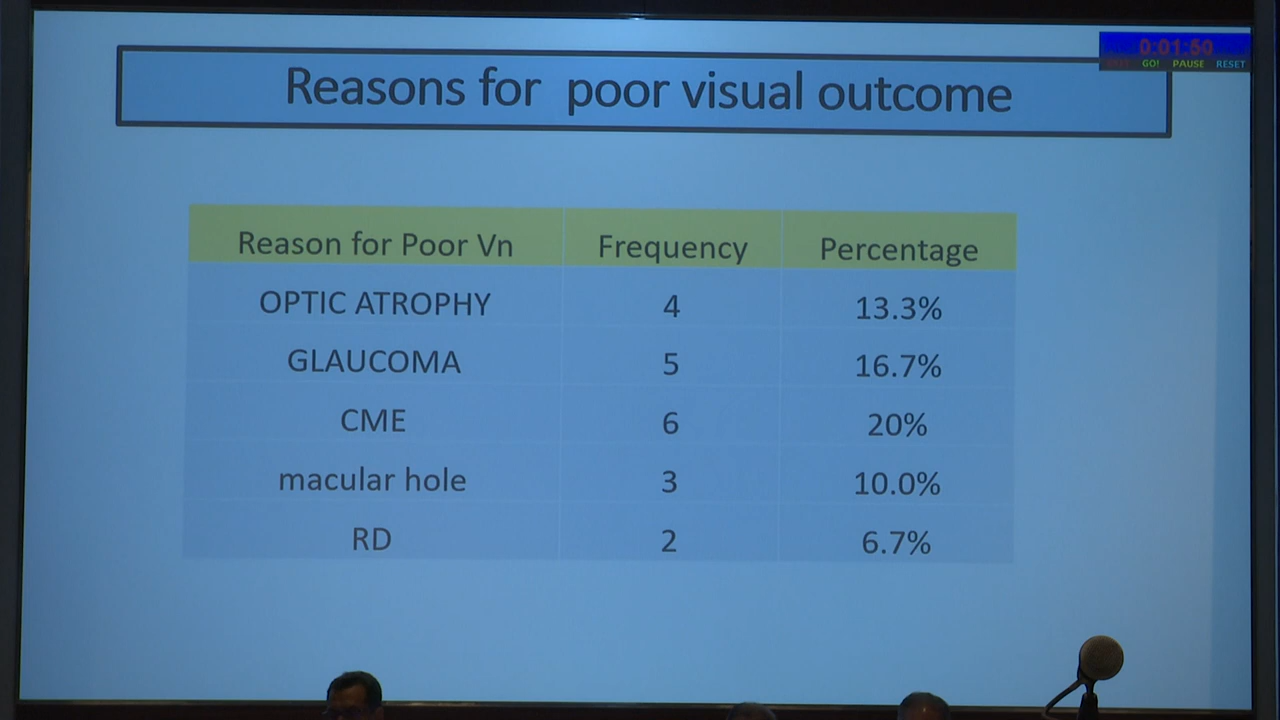 0:01:50
GO! PAUSE RESET
Reasons for poor visual outcome
Reason for Poor Vn Frequency Percentage
OPTIC ATROPHY 4 13.3%
GLAUCOMA 5 16.7%
CME 6 20%
macular hole 3 10.0%
RD 2 6.7%